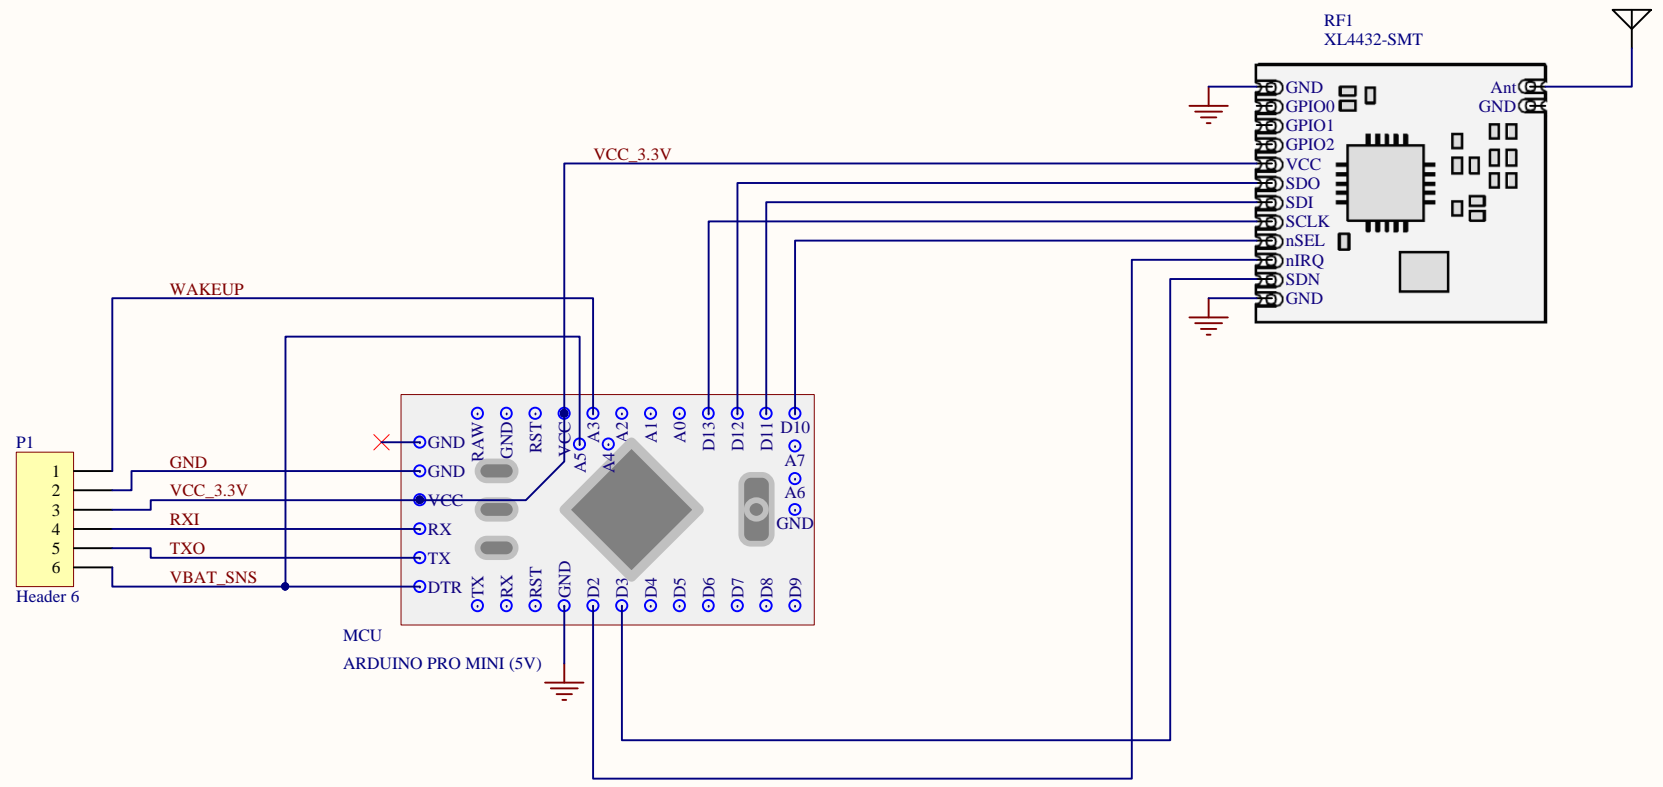 RF1
XL4432-SMT
GND
GPIO0
GPIO1
GPIO2
VCC
SDO
SDI
SCLK
nSEL
nIRQ
SDN
GND
Ant
GND
VCC_3.3V
WAKEUP
P1
1
2
3
4
5
6
Header 6
GND
VCC_3.3V
RXI
TXO
VBAT_SNS
GND
GND
VCC
RX
TX
DTR
RAW
GND
RST
VCC
A3
A2
A1
A0
D13
D12
D11
D10
A5
A4
A7
A6
GND
TX
RX
RST
GND
D2
D3
D4
D5
D6
D7
D8
D9
MCU
ARDUINO PRO MINI (5V)